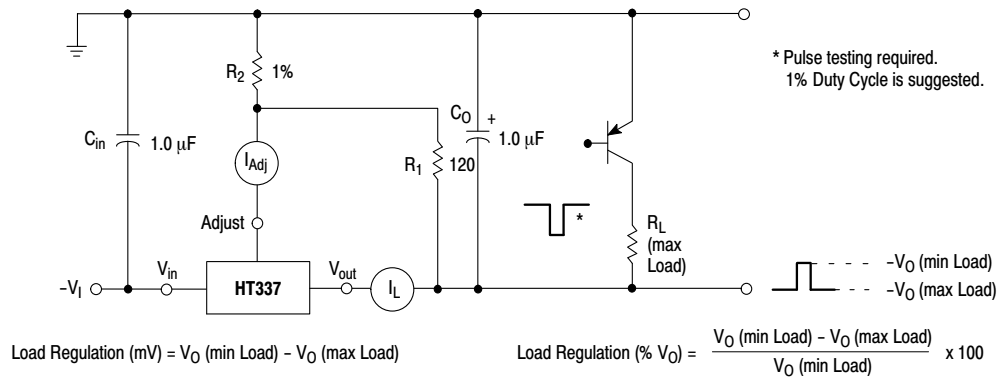 R2 1%
* Pulse testing required.
1% Duty Cycle is suggested.
Cin 1.0 μF
CO +
1.0 μF
IAdj
R1 120
Adjust
*
RL
(max
Load)
–VI Vin HT337 Vout IL
–VO (min Load)
–VO (max Load)
Load Regulation (mV) = VO (min Load) – VO (max Load)
Load Regulation (% VO) = VO (min Load) – VO (max Load) x 100
VO (min Load)